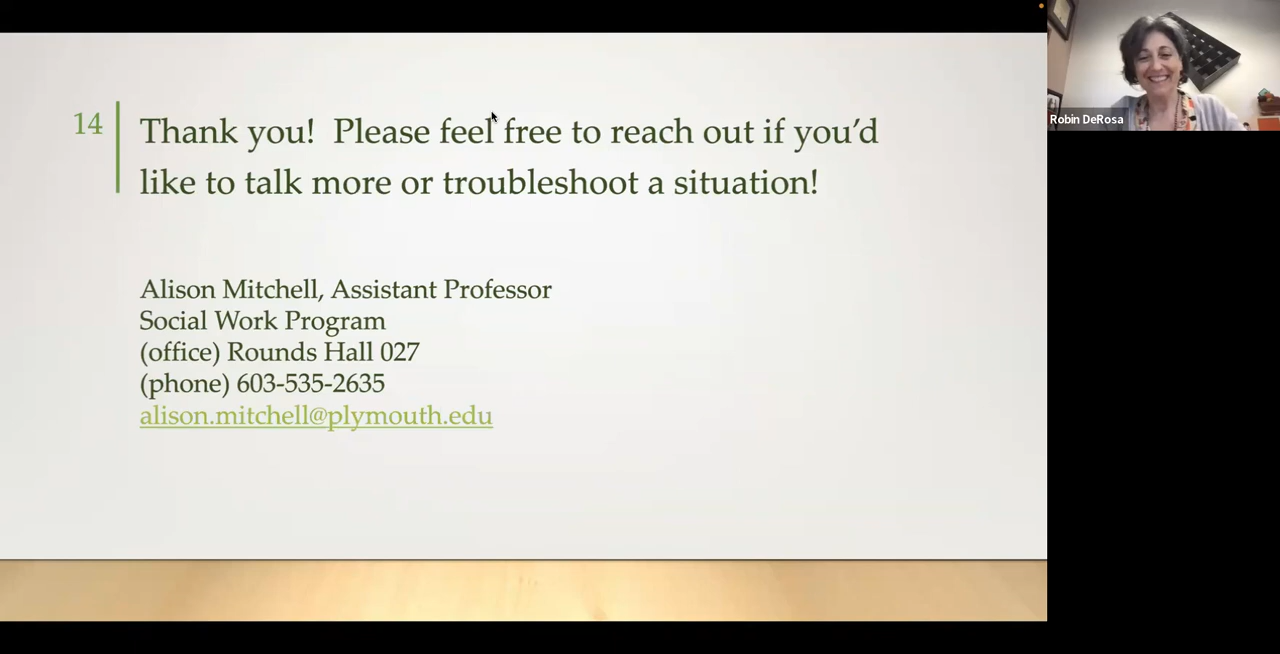 14
Thank you!  Please feel free to reach out if you’d
like to talk more or troubleshoot a situation!
Alison Mitchell, Assistant Professor
Social Work Program
(office) Rounds Hall 027
(phone) 603-535-2635
alison.mitchell@plymouth.edu
Robin DeRosa